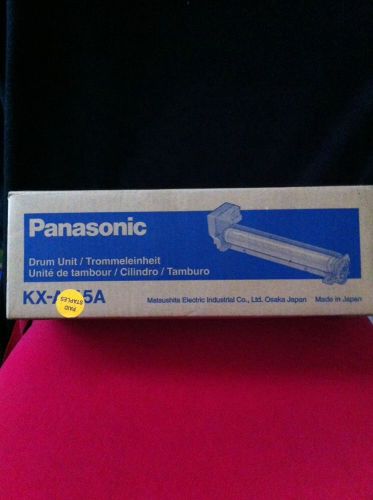 Panasonic
Drum Unit / Trommeleinheit
Unité de tambour / Cilindro / Tamburo
Matsushita Electric Industrial Co., Ltd. Osaka Japan Made in Japan
PAID
STAPLES